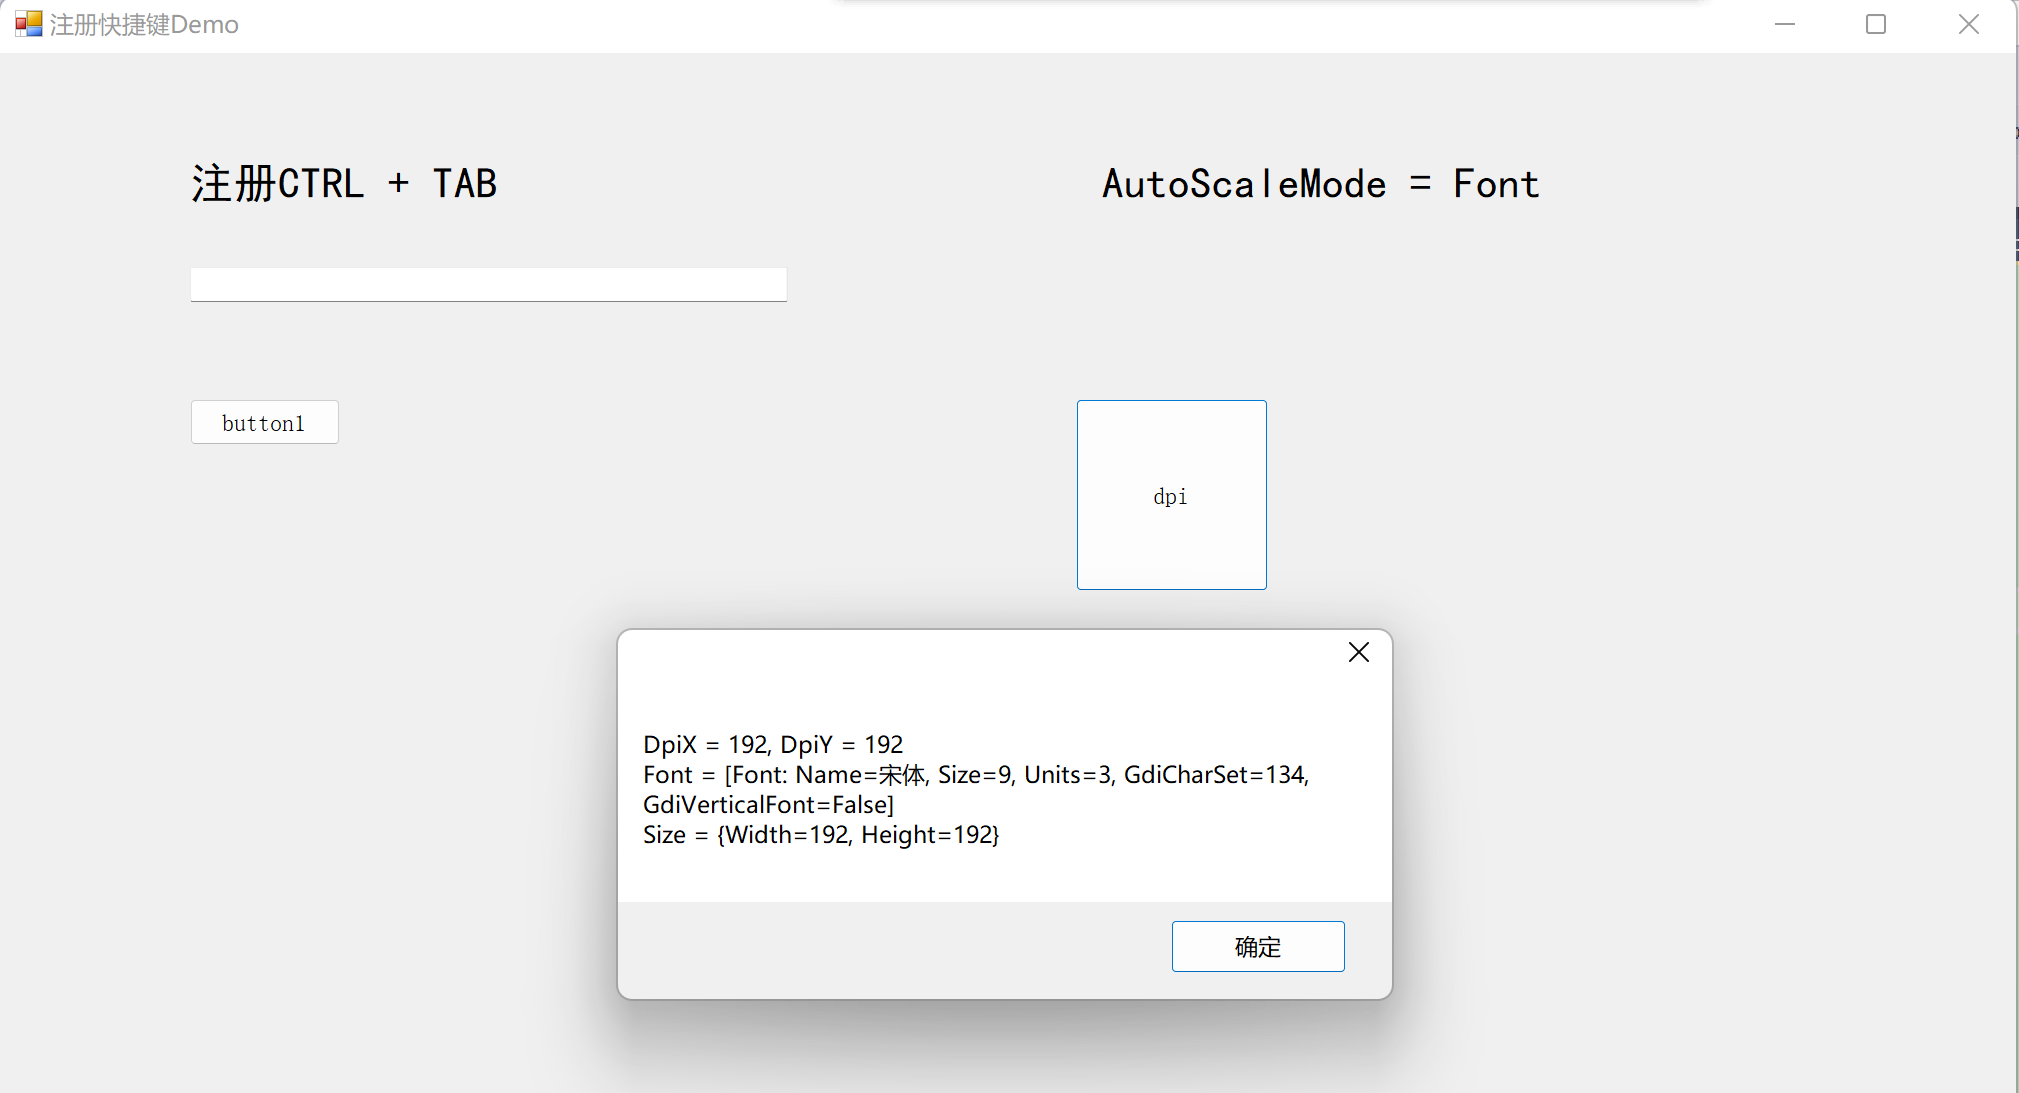 注册快捷键Demo
注册CTRL + TAB
AutoScaleMode = Font
button1
dpi
DpiX = 192, DpiY = 192
Font = [Font: Name=宋体, Size=9, Units=3, GdiCharSet=134,
GdiVerticalFont=False]
Size = {Width=192, Height=192}
确定